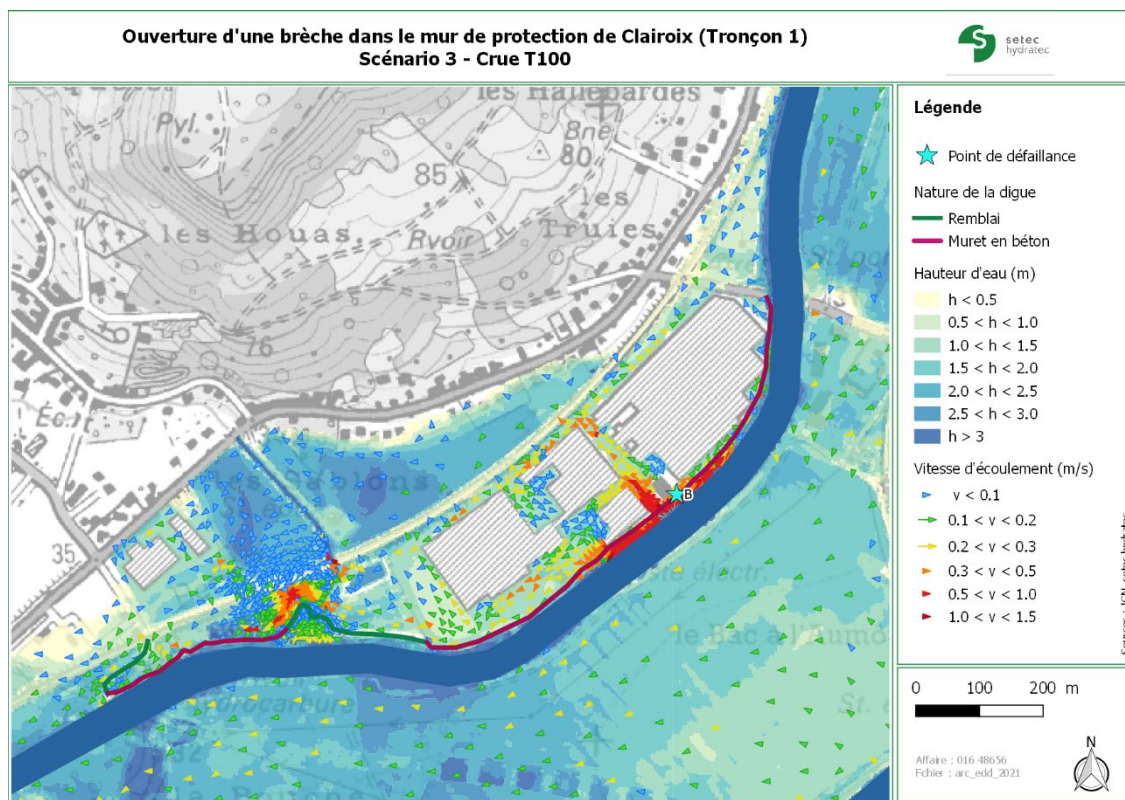 Ouverture d'une brèche dans le mur de protection de Clairoix (Tronçon 1)
Scénario 3 - Crue T100
setec
hydratec
les Hallebardes
Pyl.
Bne
80
85
les
les Houas
Rvoir
Truies
76
35
B
le Bac à l'Aumô
Légende
Point de défaillance
Nature de la digue
Remblai
Muret en béton
Hauteur d'eau (m)
h < 0.5
0.5 < h < 1.0
1.0 < h < 1.5
1.5 < h < 2.0
2.0 < h < 2.5
2.5 < h < 3.0
h > 3
Vitesse d'écoulement (m/s)
v < 0.1
0.1 < v < 0.2
0.2 < v < 0.3
0.3 < v < 0.5
0.5 < v < 1.0
1.0 < v < 1.5
0 100 200 m
Affaire : 016 48656
Fchier : arc_edd_2021
N